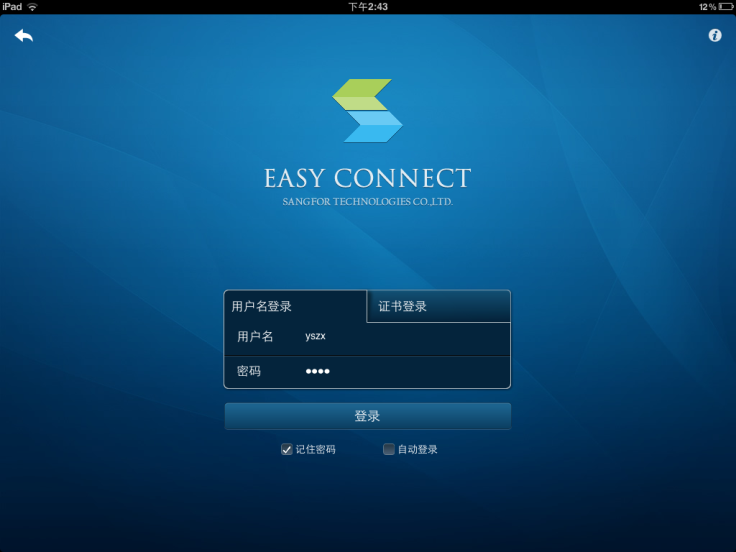 iPad 下午2:43 12%
EASY CONNECT
SANGFOR TECHNOLOGIES CO.,LTD.
用户名登录 证书登录
用户名 yszx
密码 ••••
登录
记住密码 自动登录